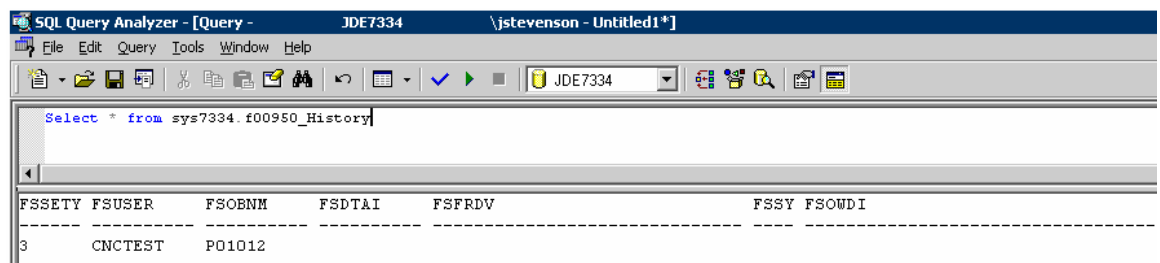 SQL Query Analyzer - [Query - JDE7334 \jstevenson - Untitled1*]
File Edit Query Tools Window Help
JDE7334
Select * from sys7334.f00950_History
FSSETY FSUSER FSOBNM FSDTAI FSFRDV FSSY FSOWDI
------ ---------- ---------- ---------- ------------------------------ ---- --------------------------------
3 CNCTEST P01012